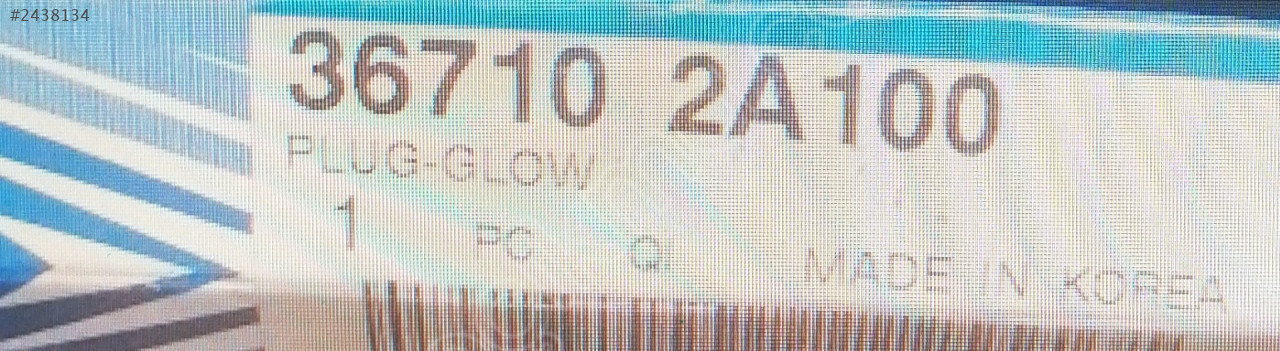 #2438134
36710 2A100
PLUG-GLOW
1 PC Q. MADE IN KOREA